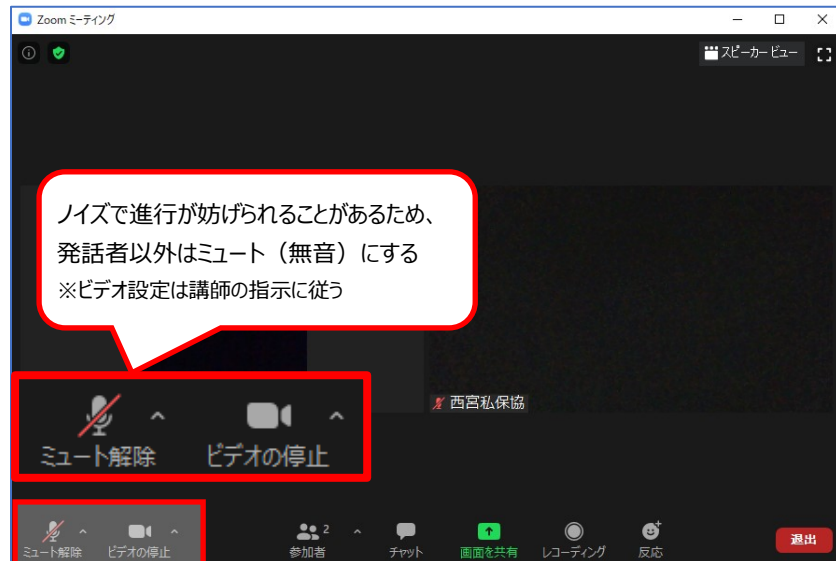 Zoom ミーティング
スピーカー ビュー
ノイズで進行が妨げられることがあるため、
発話者以外はミュート（無音）にする
※ビデオ設定は講師の指示に従う
西宮私保協
ミュート解除 ビデオの停止
ミュート解除 ビデオの停止 参加者 2 チャット 画面を共有 レコーディング 反応 退出